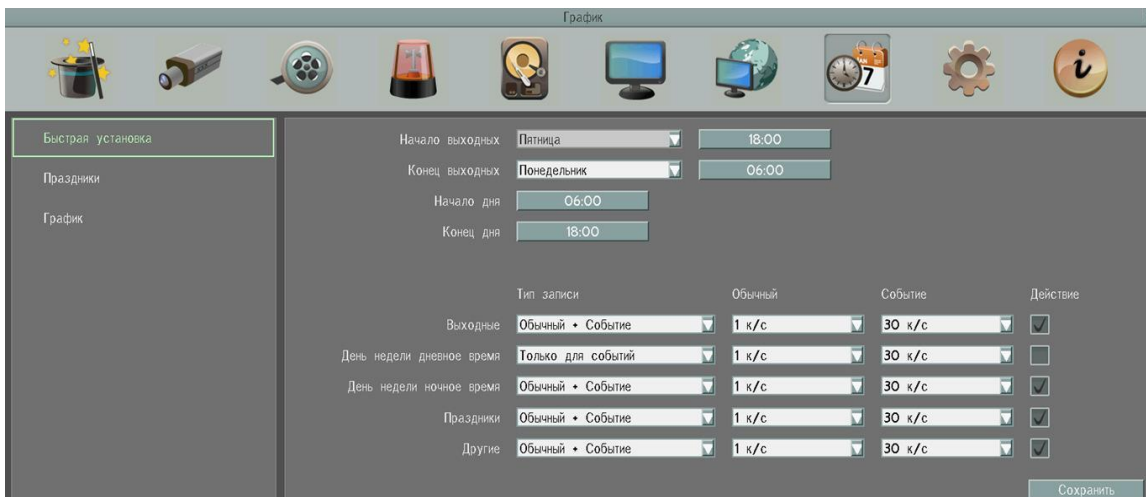 График
7
i
Быстрая установка
Праздники
График
Начало выходных Пятница 18:00
Конец выходных Понедельник 06:00
Начало дня 06:00
Конец дня 18:00
Тип записи Обычный Событие Действие
Выходные Обычный + Событие 1 к/с 30 к/с
День недели дневное время Только для событий 1 к/с 30 к/с
День недели ночное время Обычный + Событие 1 к/с 30 к/с
Праздники Обычный + Событие 1 к/с 30 к/с
Другие Обычный + Событие 1 к/с 30 к/с
Сохранить